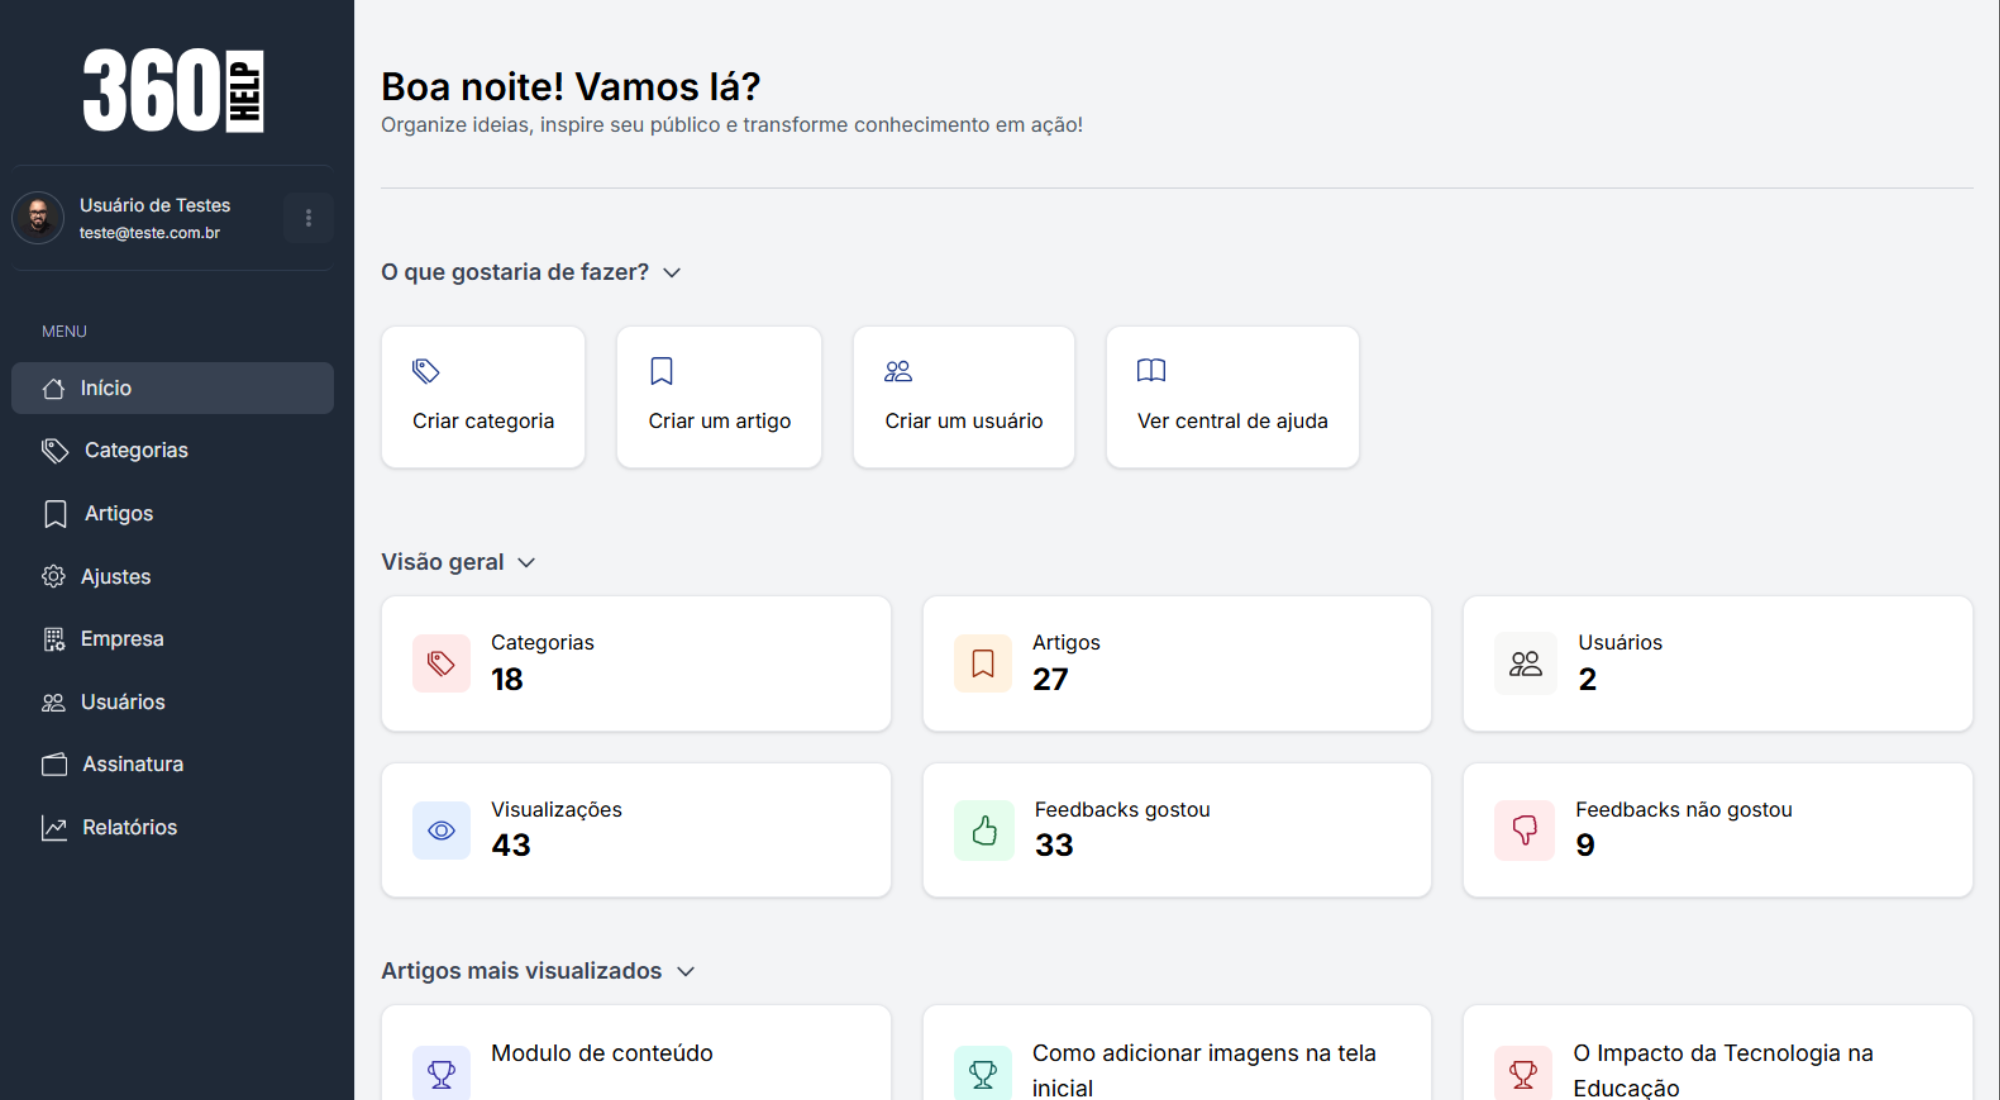 360 HELP
Usuário de Testes
teste@teste.com.br
MENU
Início
Categorias
Artigos
Ajustes
Empresa
Usuários
Assinatura
Relatórios
Boa noite! Vamos lá?
Organize ideias, inspire seu público e transforme conhecimento em ação!
O que gostaria de fazer?
Criar categoria
Criar um artigo
Criar um usuário
Ver central de ajuda
Visão geral
Categorias
18
Artigos
27
Usuários
2
Visualizações
43
Feedbacks gostou
33
Feedbacks não gostou
9
Artigos mais visualizados
Modulo de conteúdo
Como adicionar imagens na tela
inicial
O Impacto da Tecnologia na
Educação